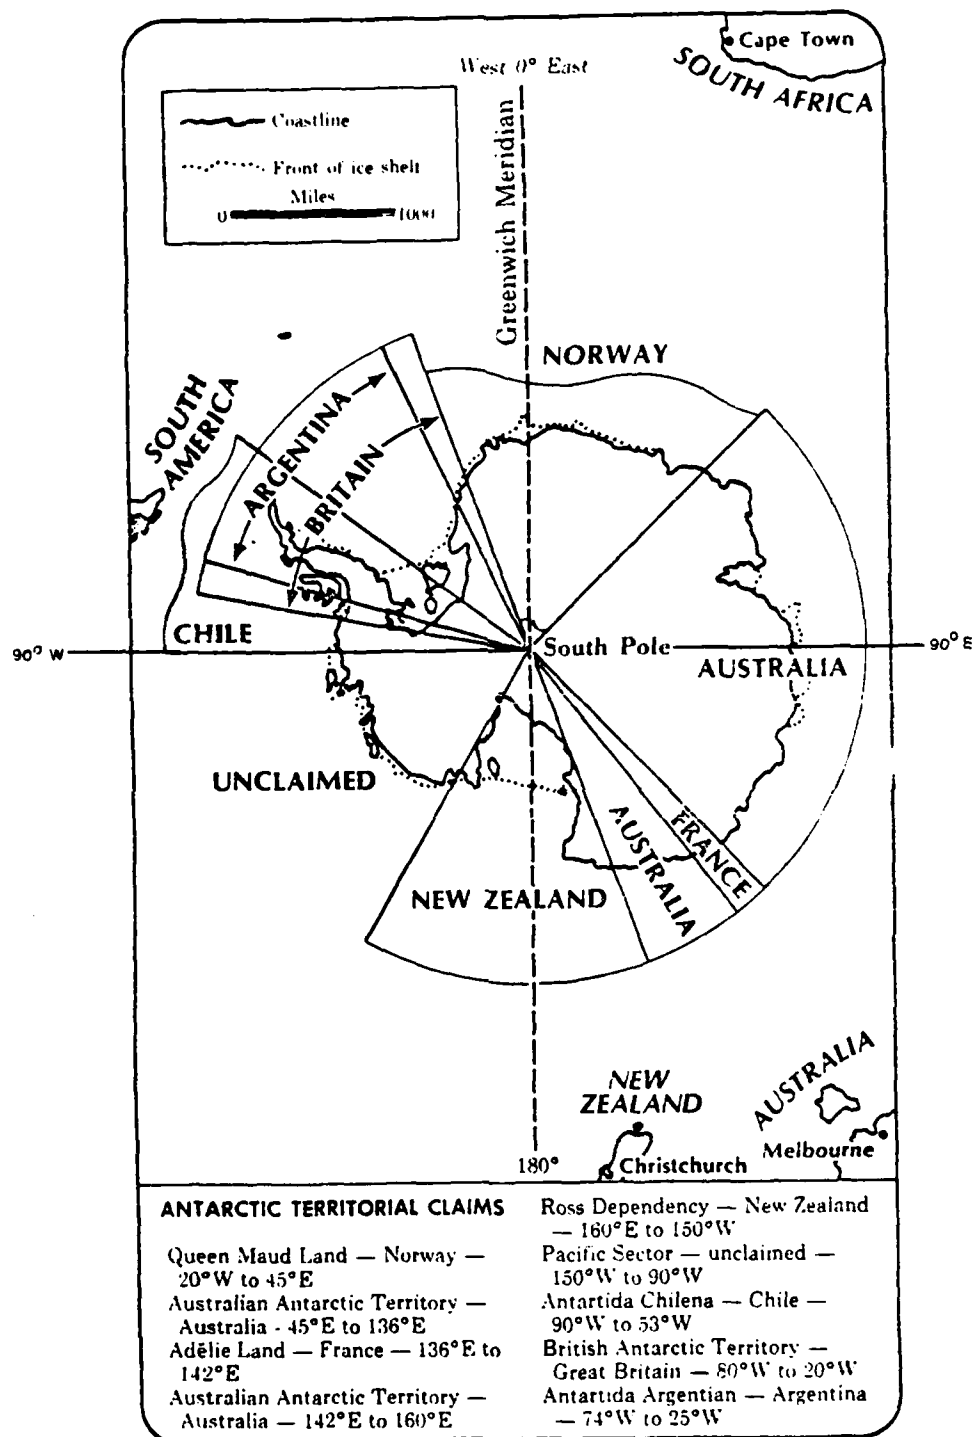 Cape Town
SOUTH AFRICA
West 0° East
Greenwich Meridian
Coastline
Front of ice shelf
Miles
0 1000
NORWAY
SOUTH
AMERICA
ARGENTINA
BRITAIN
CHILE
90° W
South Pole
90° E
AUSTRALIA
UNCLAIMED
FRANCE
AUSTRALIA
NEW ZEALAND
NEW
ZEALAND
AUSTRALIA
Melbourne
180°
Christchurch
ANTARCTIC TERRITORIAL CLAIMS
Queen Maud Land — Norway —
20°W to 45°E
Australian Antarctic Territory —
Australia - 45°E to 136°E
Adélie Land — France — 136°E to
142°E
Australian Antarctic Territory —
Australia — 142°E to 160°E
Ross Dependency — New Zealand
— 160°E to 150°W
Pacific Sector — unclaimed —
150°W to 90°W
Antartida Chilena — Chile —
90°W to 53°W
British Antarctic Territory —
Great Britain — 80°W to 20°W
Antartida Argentian — Argentina
— 74°W to 25°W